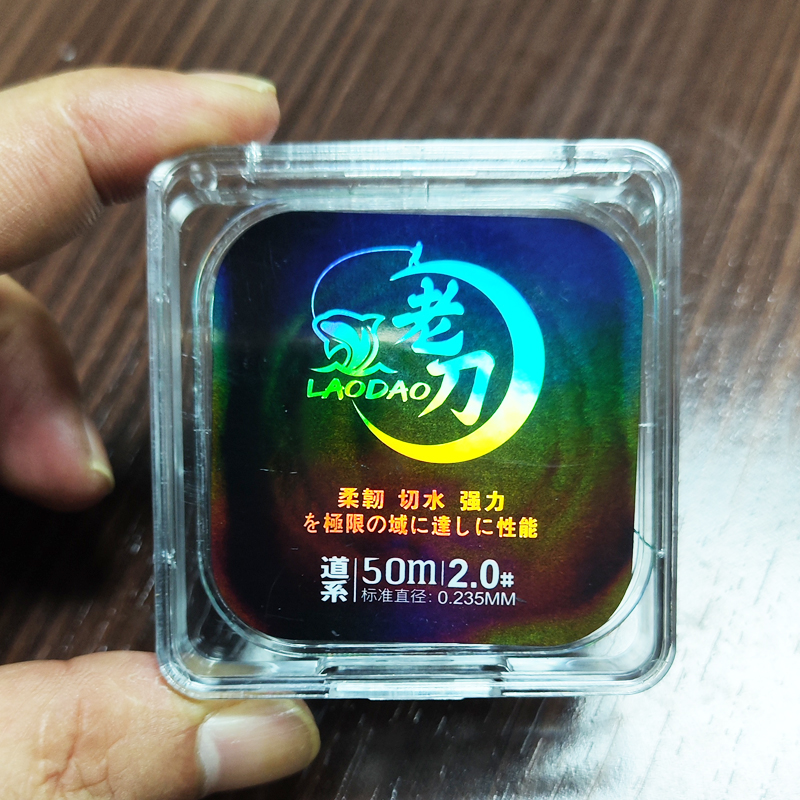 老刀
LAODAO
柔韌 切水 强力
を極限の域に達しに性能
道系
50m|2.0#
标准直径: 0.235MM